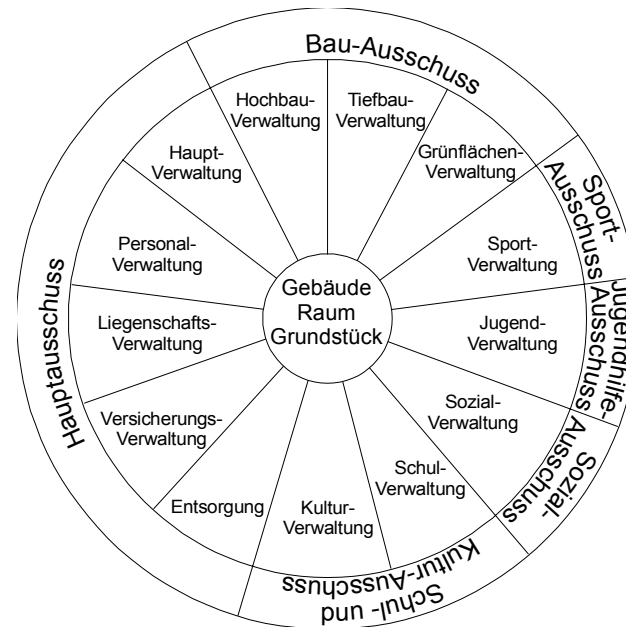 Bau-Ausschuss
Hochbau-
Verwaltung
Tiefbau-
Verwaltung
Grünflächen-
Verwaltung
Sport-
Ausschuss
Sport-
Verwaltung
Jugendhilfe-
Ausschuss
Jugend-
Verwaltung
Sozial-
Ausschuss
Sozial-
Verwaltung
Schul-
Verwaltung
Schul- und
Kultur-Ausschuss
Kultur-
Verwaltung
Entsorgung
Versicherungs-
Verwaltung
Liegenschafts-
Verwaltung
Personal-
Verwaltung
Haupt-
Verwaltung
Hauptausschuss
Gebäude
Raum
Grundstück